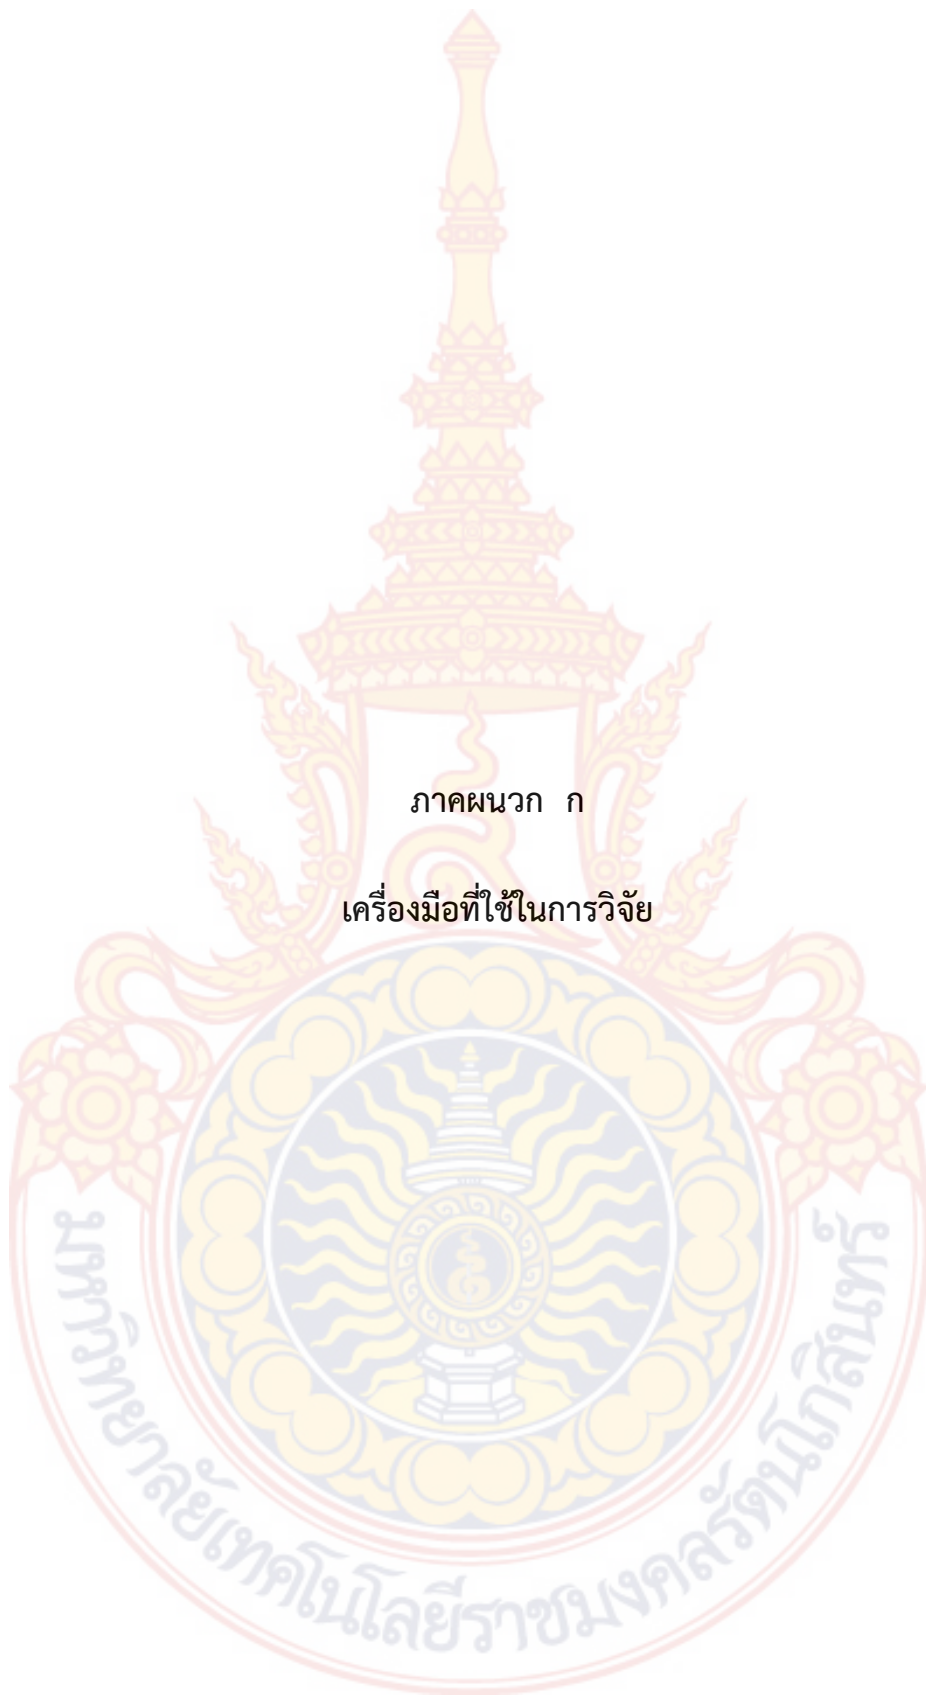 ภาคผนวก ก
เครื่องมือที่ใช้ในการวิจัย
มหาวิทยาลัยเทคโนโลยีราชมงคลรัตนโกสินทร์